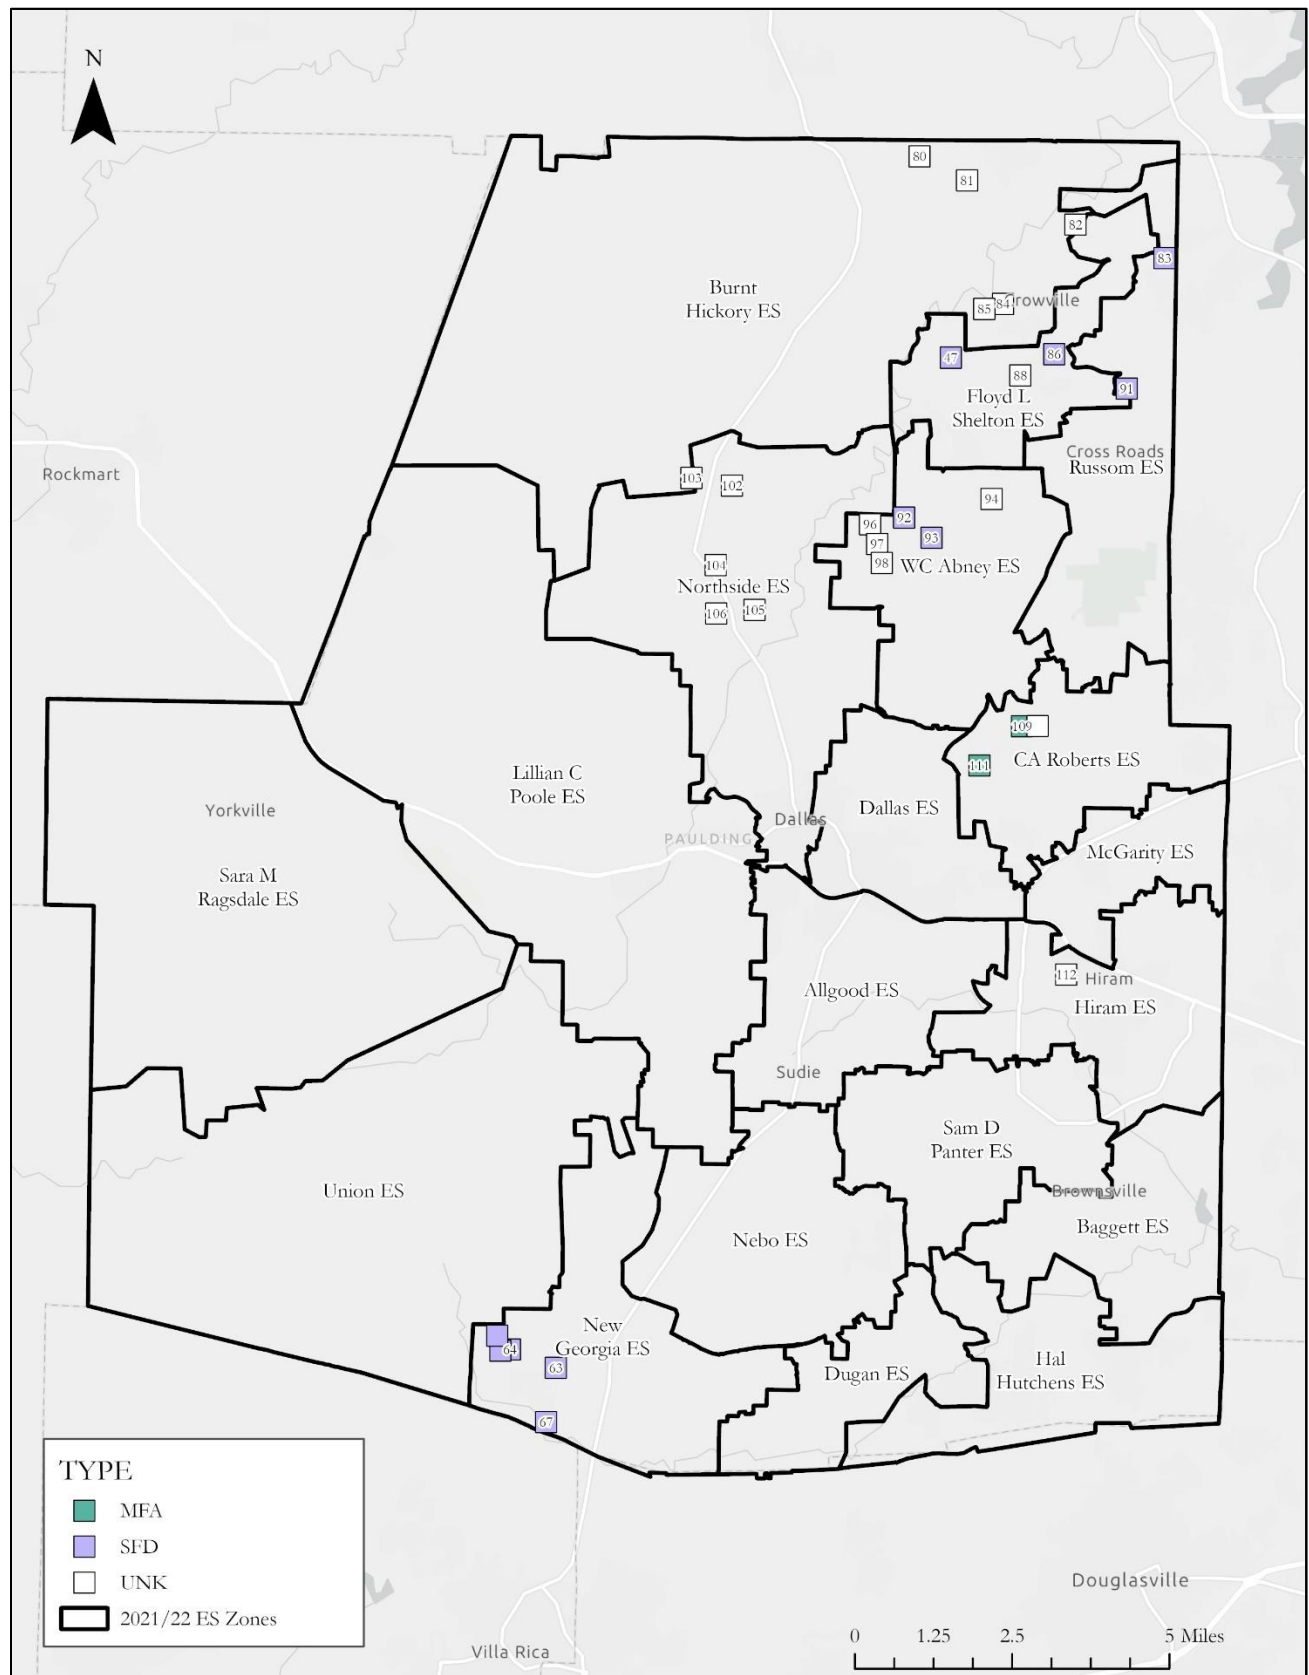 N
80
81
82
83
Burnt
Hickory ES
85
84
Crowville
47
86
88
91
Floyd L
Shelton ES
Cross Roads
Russom ES
Rockmart
103
102
94
92
96
93
97
98
WC Abney ES
104
Northside ES
106
105
109
111
CA Roberts ES
Lillian C
Poole ES
Dallas ES
Yorkville
Dallas
PAULDING
McGarity ES
Sara M
Ragsdale ES
112
Hiram
Allgood ES
Hiram ES
Sudie
Sam D
Panter ES
Union ES
Brownsville
Baggett ES
Nebo ES
New
Georgia ES
64
63
Dugan ES
Hal
Hutchens ES
67
TYPE
MFA
SFD
UNK
2021/22 ES Zones
Douglasville
Villa Rica
0 1.25 2.5 5 Miles